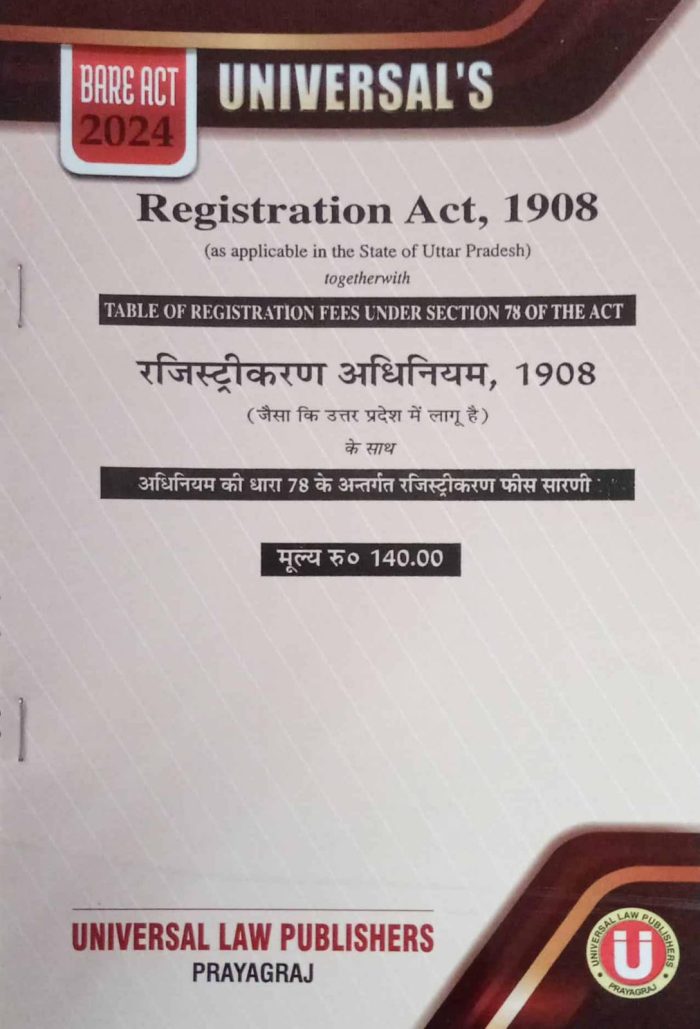 BARE ACT
2024
UNIVERSAL'S
Registration Act, 1908
(as applicable in the State of Uttar Pradesh)
togetherwith
TABLE OF REGISTRATION FEES UNDER SECTION 78 OF THE ACT
रजिस्ट्रीकरण अधिनियम, 1908
(जैसा कि उत्तर प्रदेश में लागू है)
के साथ
अधिनियम की धारा 78 के अन्तर्गत रजिस्ट्रीकरण फीस सारणी
मूल्य रु० 140.00
UNIVERSAL LAW PUBLISHERS
PRAYAGRAJ
UNIVERSAL LAW PUBLISHERS
U
PRAYAGRAJ